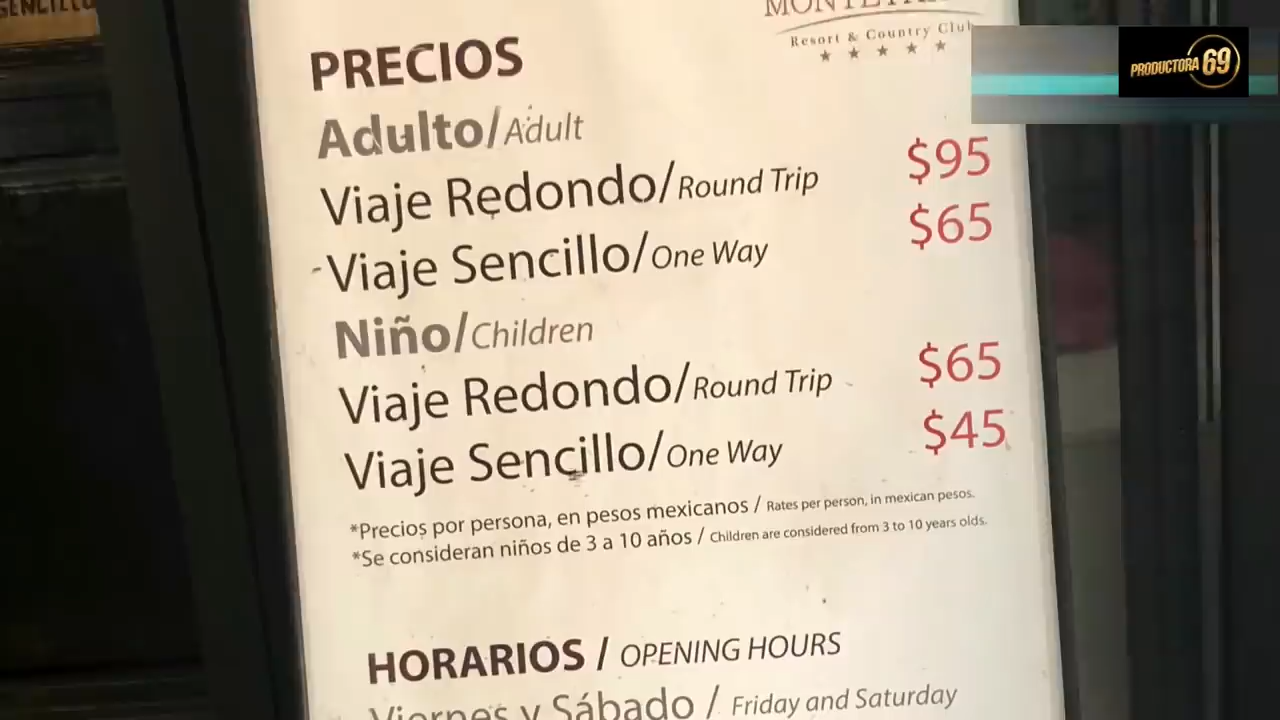 SENCILLO
Resort & Country Club
PRODUCTORA 69
PRECIOS
Adulto/Adult
Viaje Redondo/Round Trip $95
Viaje Sencillo/One Way $65
Niño/Children
Viaje Redondo/Round Trip $65
Viaje Sencillo/One Way $45
*Precios por persona, en pesos mexicanos / Rates per person, in mexican pesos.
*Se consideran niños de 3 a 10 años / Children are considered from 3 to 10 years olds.
HORARIOS / OPENING HOURS
Viernes y Sábado / Friday and Saturday